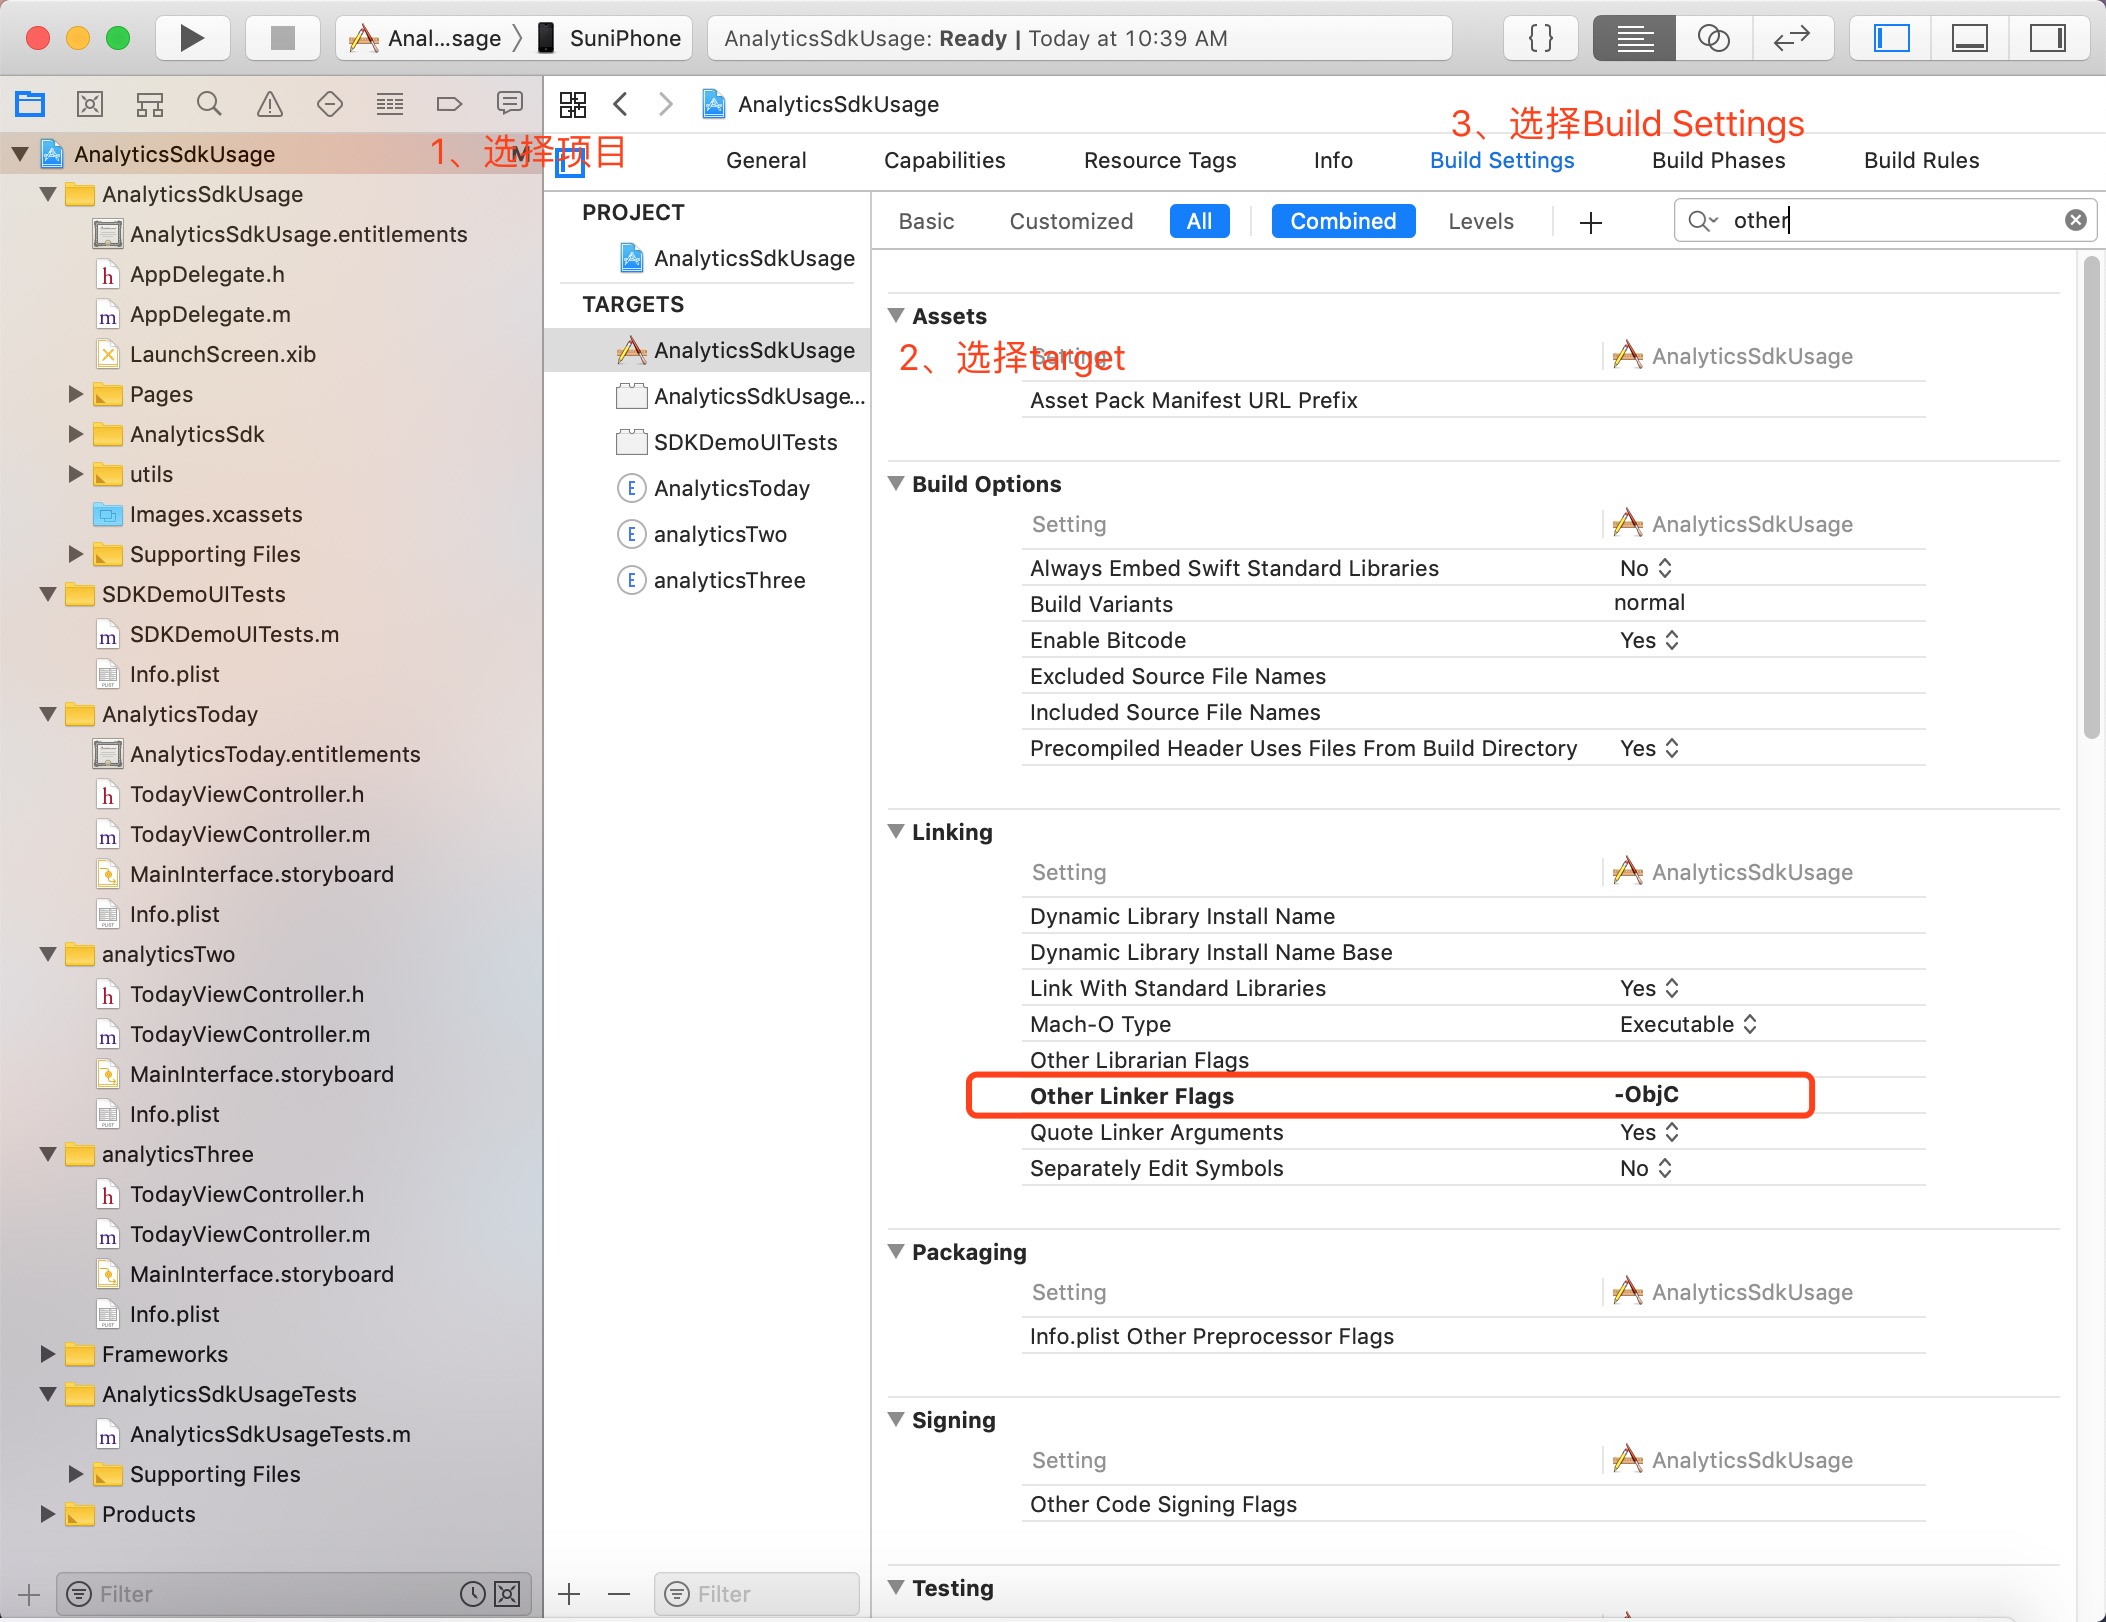 Anal...sage
SuniPhone
AnalyticsSdkUsage: Ready | Today at 10:39 AM
AnalyticsSdkUsage
3、选择Build Settings
1、选择项目
AnalyticsSdkUsage
M
General
Capabilities
Resource Tags
Info
Build Settings
Build Phases
Build Rules
AnalyticsSdkUsage
AnalyticsSdkUsage.entitlements
AppDelegate.h
AppDelegate.m
LaunchScreen.xib
Pages
AnalyticsSdk
utils
Images.xcassets
Supporting Files
SDKDemoUITests
SDKDemoUITests.m
Info.plist
AnalyticsToday
AnalyticsToday.entitlements
TodayViewController.h
TodayViewController.m
MainInterface.storyboard
Info.plist
analyticsTwo
TodayViewController.h
TodayViewController.m
MainInterface.storyboard
Info.plist
analyticsThree
TodayViewController.h
TodayViewController.m
MainInterface.storyboard
Info.plist
Frameworks
AnalyticsSdkUsageTests
AnalyticsSdkUsageTests.m
Supporting Files
Products
Filter
PROJECT
AnalyticsSdkUsage
TARGETS
AnalyticsSdkUsage
AnalyticsSdkUsage...
SDKDemoUITests
AnalyticsToday
analyticsTwo
analyticsThree
Filter
Basic
Customized
All
Combined
Levels
other
Assets
2、选择target
Setting
AnalyticsSdkUsage
Asset Pack Manifest URL Prefix
Build Options
Setting
AnalyticsSdkUsage
Always Embed Swift Standard Libraries
No
Build Variants
normal
Enable Bitcode
Yes
Excluded Source File Names
Included Source File Names
Precompiled Header Uses Files From Build Directory
Yes
Linking
Setting
AnalyticsSdkUsage
Dynamic Library Install Name
Dynamic Library Install Name Base
Link With Standard Libraries
Yes
Mach-O Type
Executable
Other Librarian Flags
Other Linker Flags
-ObjC
Quote Linker Arguments
Yes
Separately Edit Symbols
No
Packaging
Setting
AnalyticsSdkUsage
Info.plist Other Preprocessor Flags
Signing
Setting
AnalyticsSdkUsage
Other Code Signing Flags
Testing